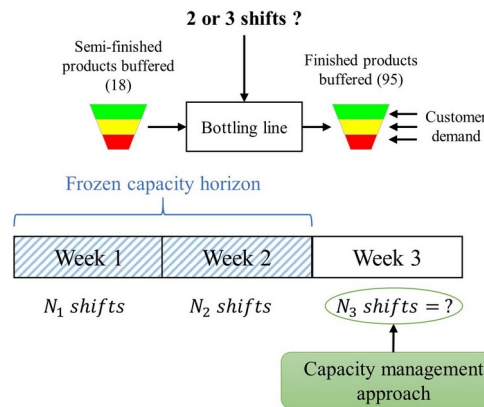 2 or 3 shifts ?
Semi-finished
products buffered
(18)
Finished products
buffered (95)
Bottling line
Customer
demand
Frozen capacity horizon
Week 1
Week 2
Week 3
N₁ shifts
N₂ shifts
N₃ shifts = ?
Capacity management
approach